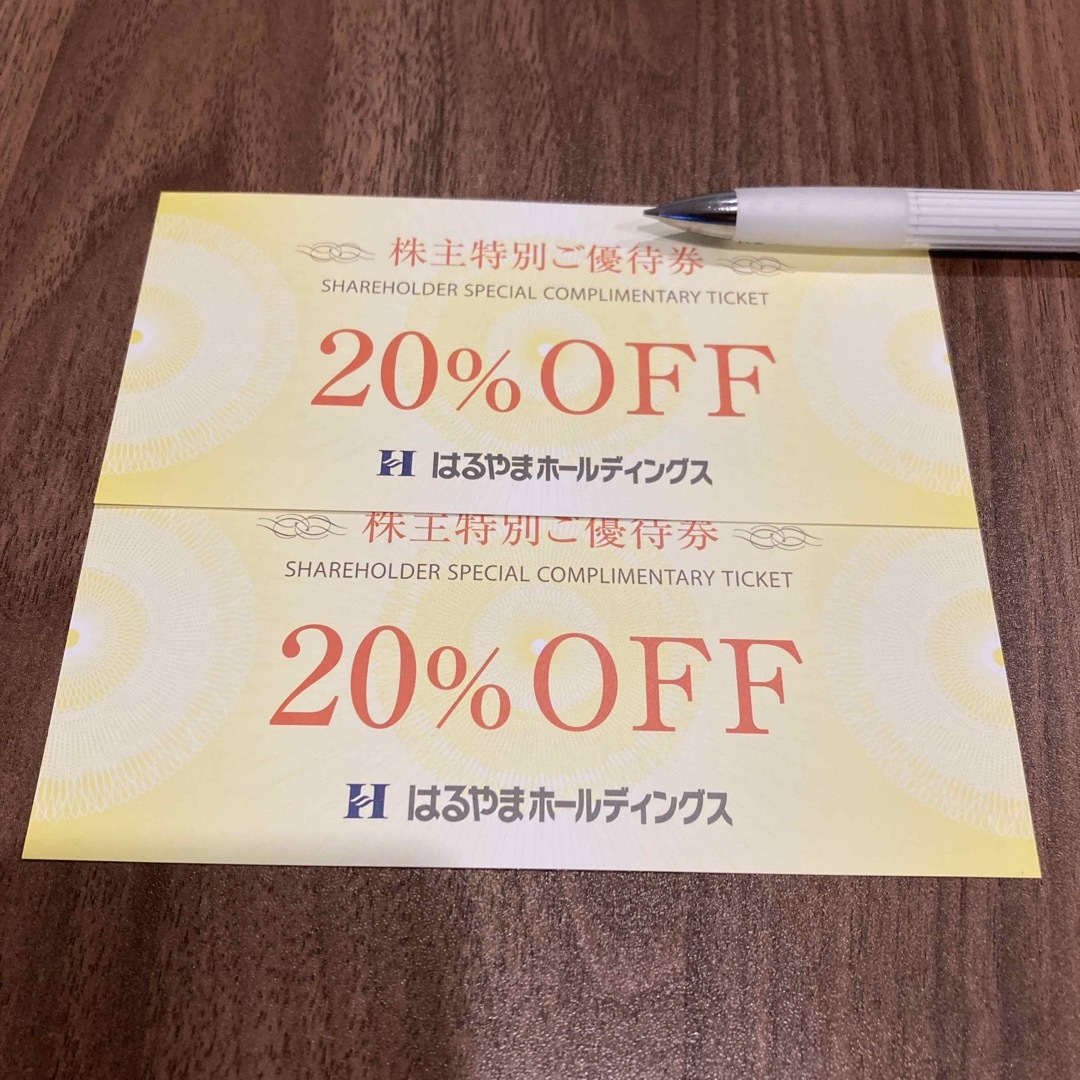 株主特別ご優待券
SHAREHOLDER SPECIAL COMPLIMENTARY TICKET
20%OFF
はるやまホールディングス
株主特別ご優待券
SHAREHOLDER SPECIAL COMPLIMENTARY TICKET
20%OFF
はるやまホールディングス